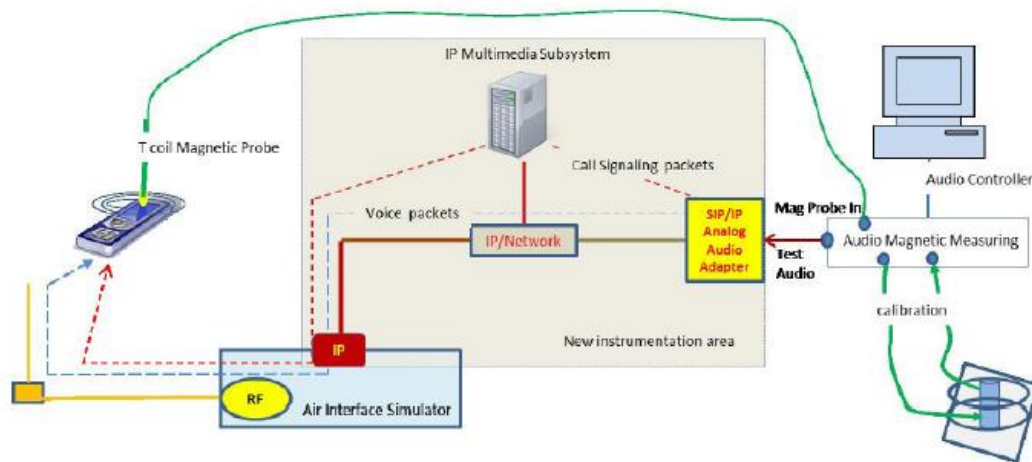 IP Multimedia Subsystem
T coil Magnetic Probe
Call Signaling packets
Audio Controller
Voice packets
Mag Probe In
SIP/IP
Analog
Audio
Adapter
IP/Network
Audio Magnetic Measuring
Test
Audio
calibration
New instrumentation area
IP
RF
Air Interface Simulator